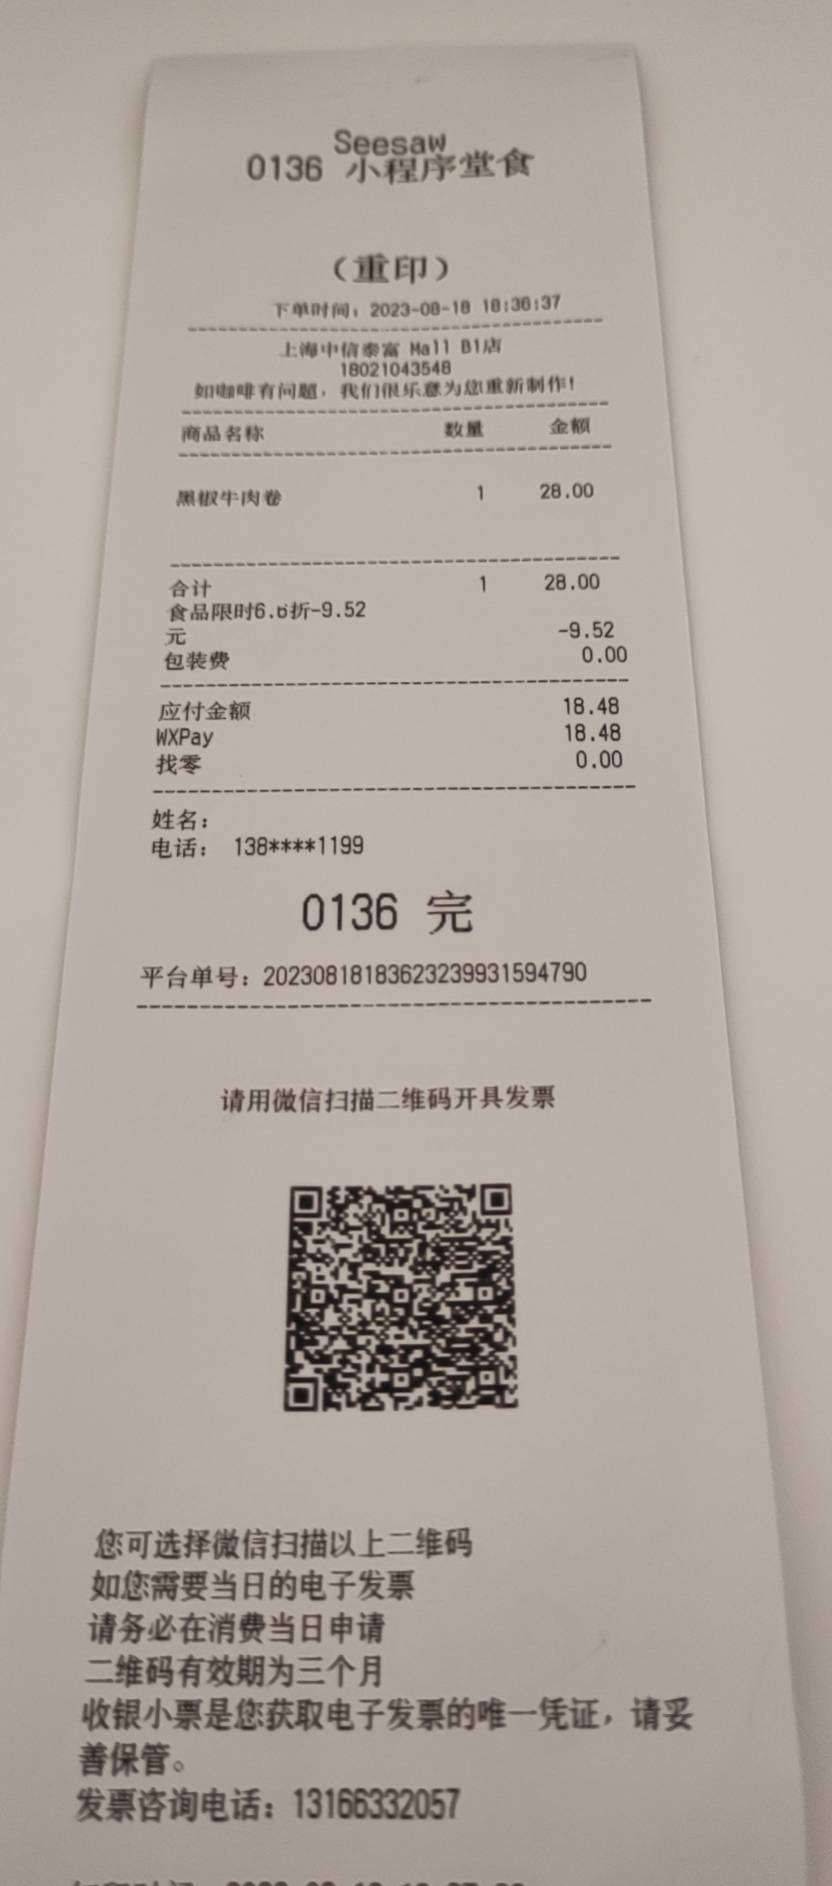 Seesaw
0136 小程序堂食
（重印）
下单时间：2023-08-18 18:36:37
上海中信泰富 Mall B1店
18021043548
如咖啡有问题，我们很乐意为您重新制作！
商品名称 数量 金额
黑椒牛肉卷 1 28.00
合计 1 28.00
食品限时6.6折-9.52
元 -9.52
包装费 0.00
应付金额 18.48
WXPay 18.48
找零 0.00
姓名：
电话： 138****1199
0136 完
平台单号：20230818183623239931594790
请用微信扫描二维码开具发票
您可选择微信扫描以上二维码
如您需要当日的电子发票
请务必在消费当日申请
二维码有效期为三个月
收银小票是您获取电子发票的唯一凭证，请妥
善保管。
发票咨询电话：13166332057